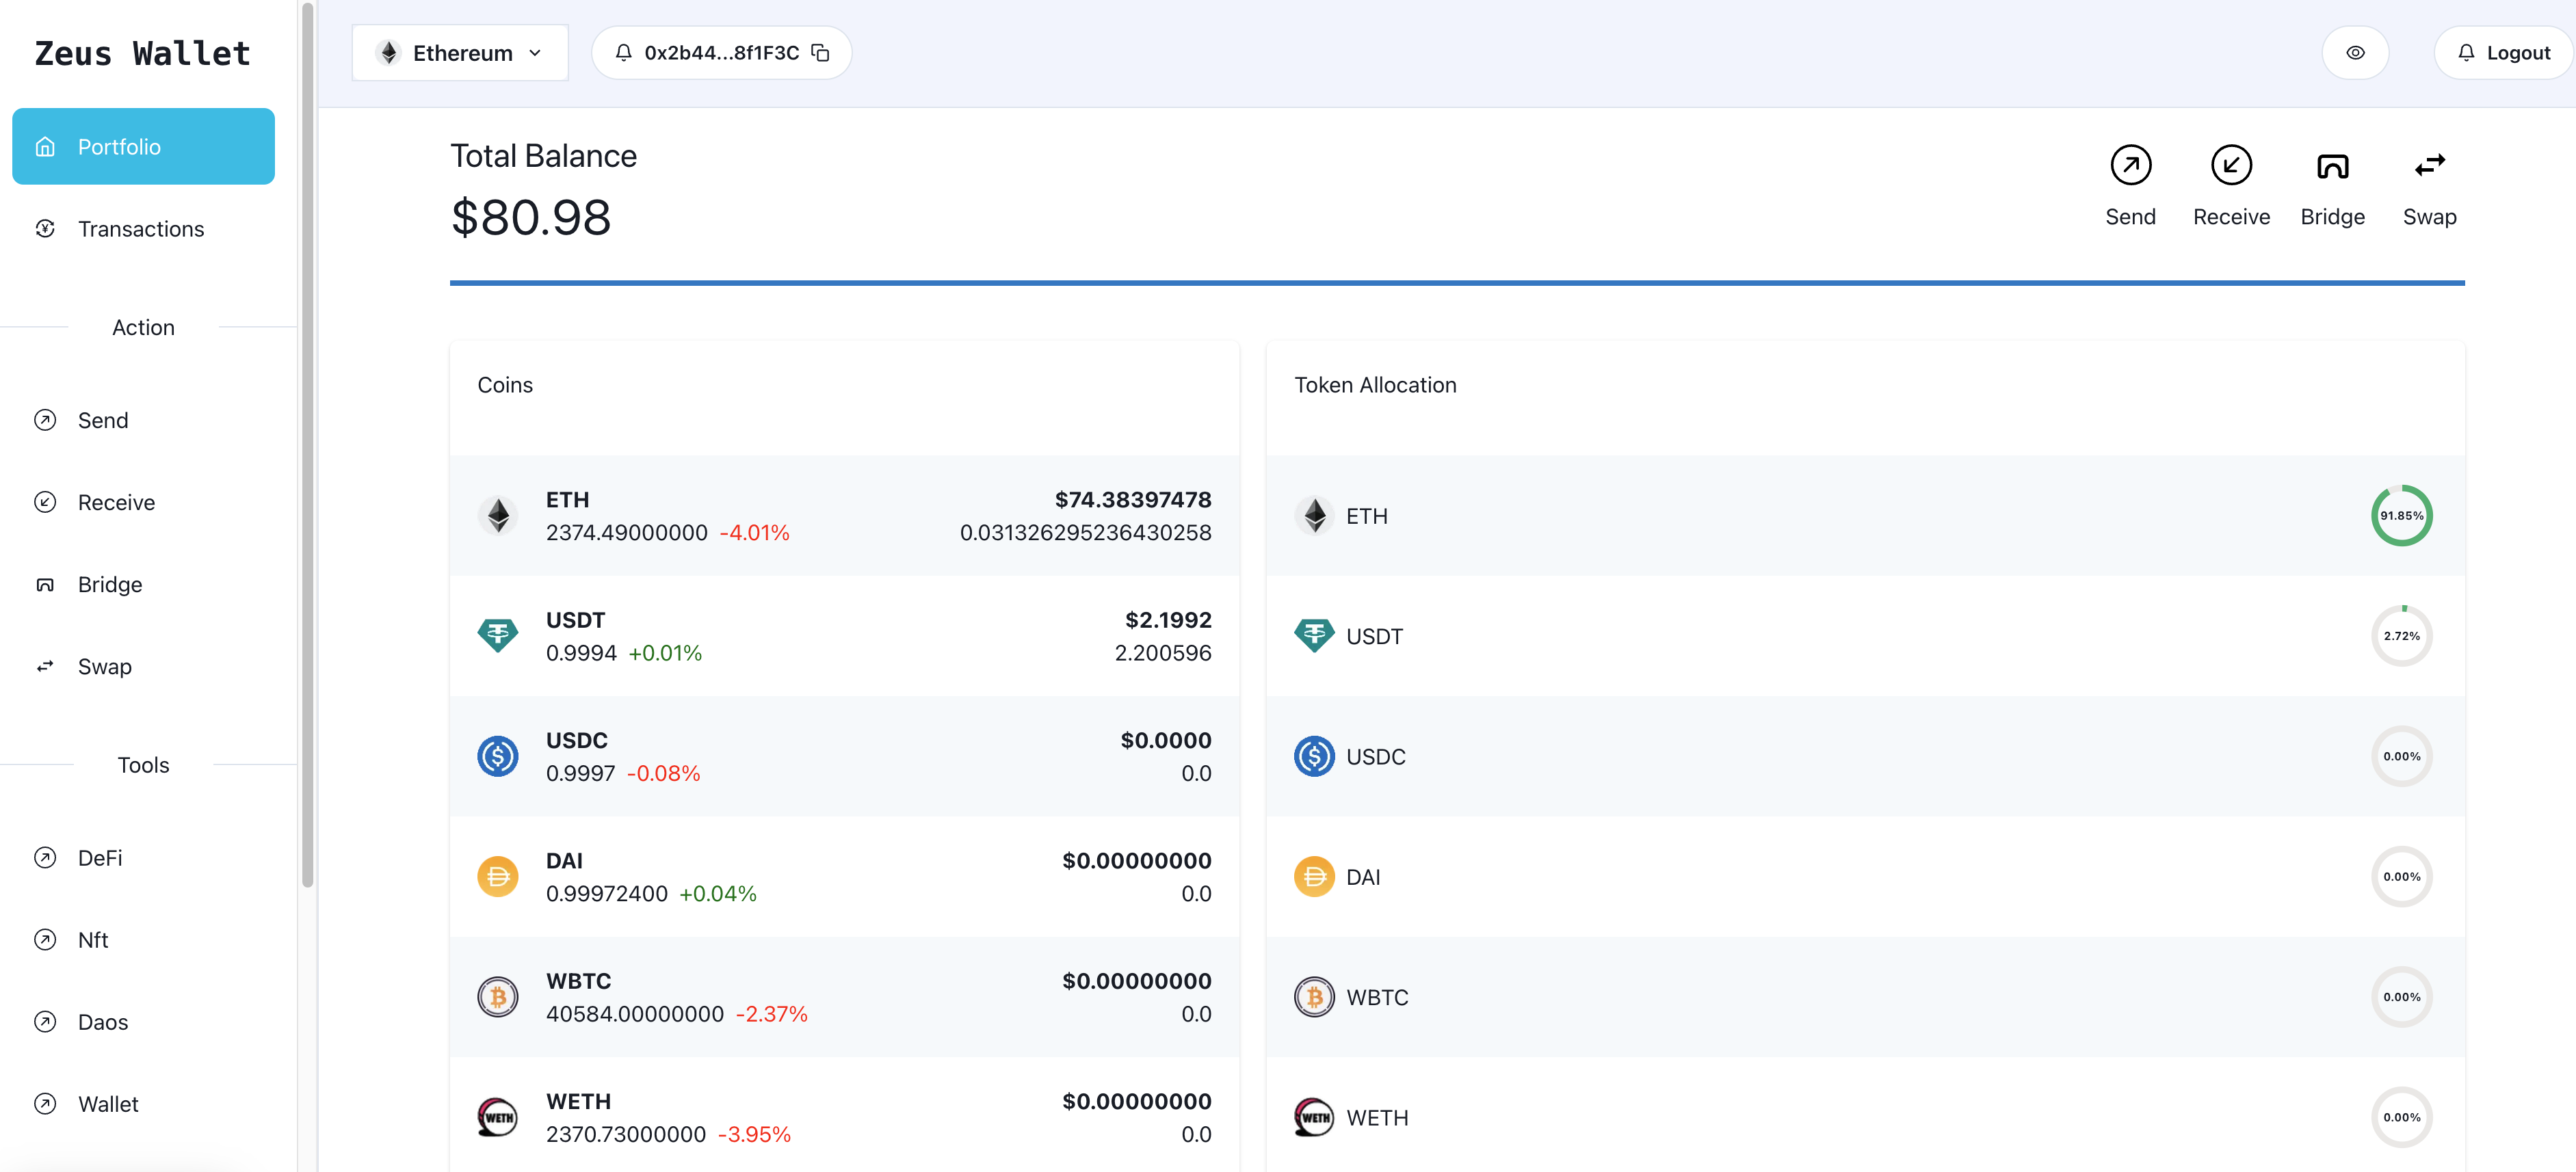 Zeus Wallet
Portfolio
Transactions
Action
Send
Receive
Bridge
Swap
Tools
DeFi
Nft
Daos
Wallet
Ethereum
0x2b44...8f1F3C
Logout
Total Balance
$80.98
Send
Receive
Bridge
Swap
Coins
ETH
$74.38397478
2374.49000000 -4.01%
0.031326295236430258
USDT
$2.1992
0.9994 +0.01%
2.200596
USDC
$0.0000
0.9997 -0.08%
0.0
DAI
$0.00000000
0.99972400 +0.04%
0.0
WBTC
$0.00000000
40584.00000000 -2.37%
0.0
WETH
WETH
$0.00000000
2370.73000000 -3.95%
0.0
Token Allocation
ETH
91.85%
USDT
2.72%
USDC
0.00%
DAI
0.00%
WBTC
0.00%
WETH
WETH
0.00%